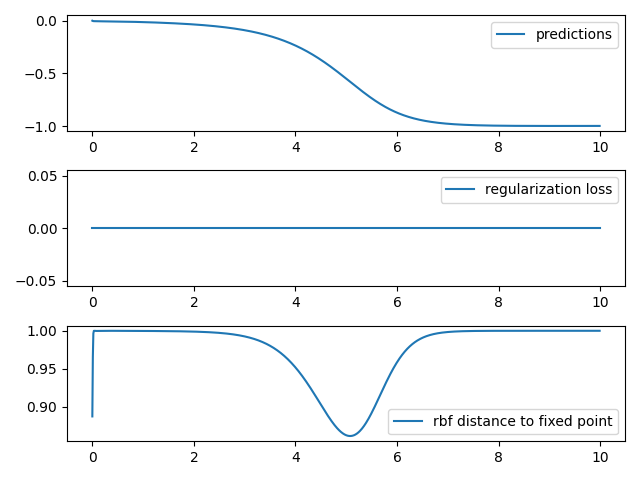 0.0
−0.5
−1.0
predictions
0 2 4 6 8 10
0.05
0.00
−0.05
regularization loss
0 2 4 6 8 10
1.00
0.95
0.90
rbf distance to fixed point
0 2 4 6 8 10